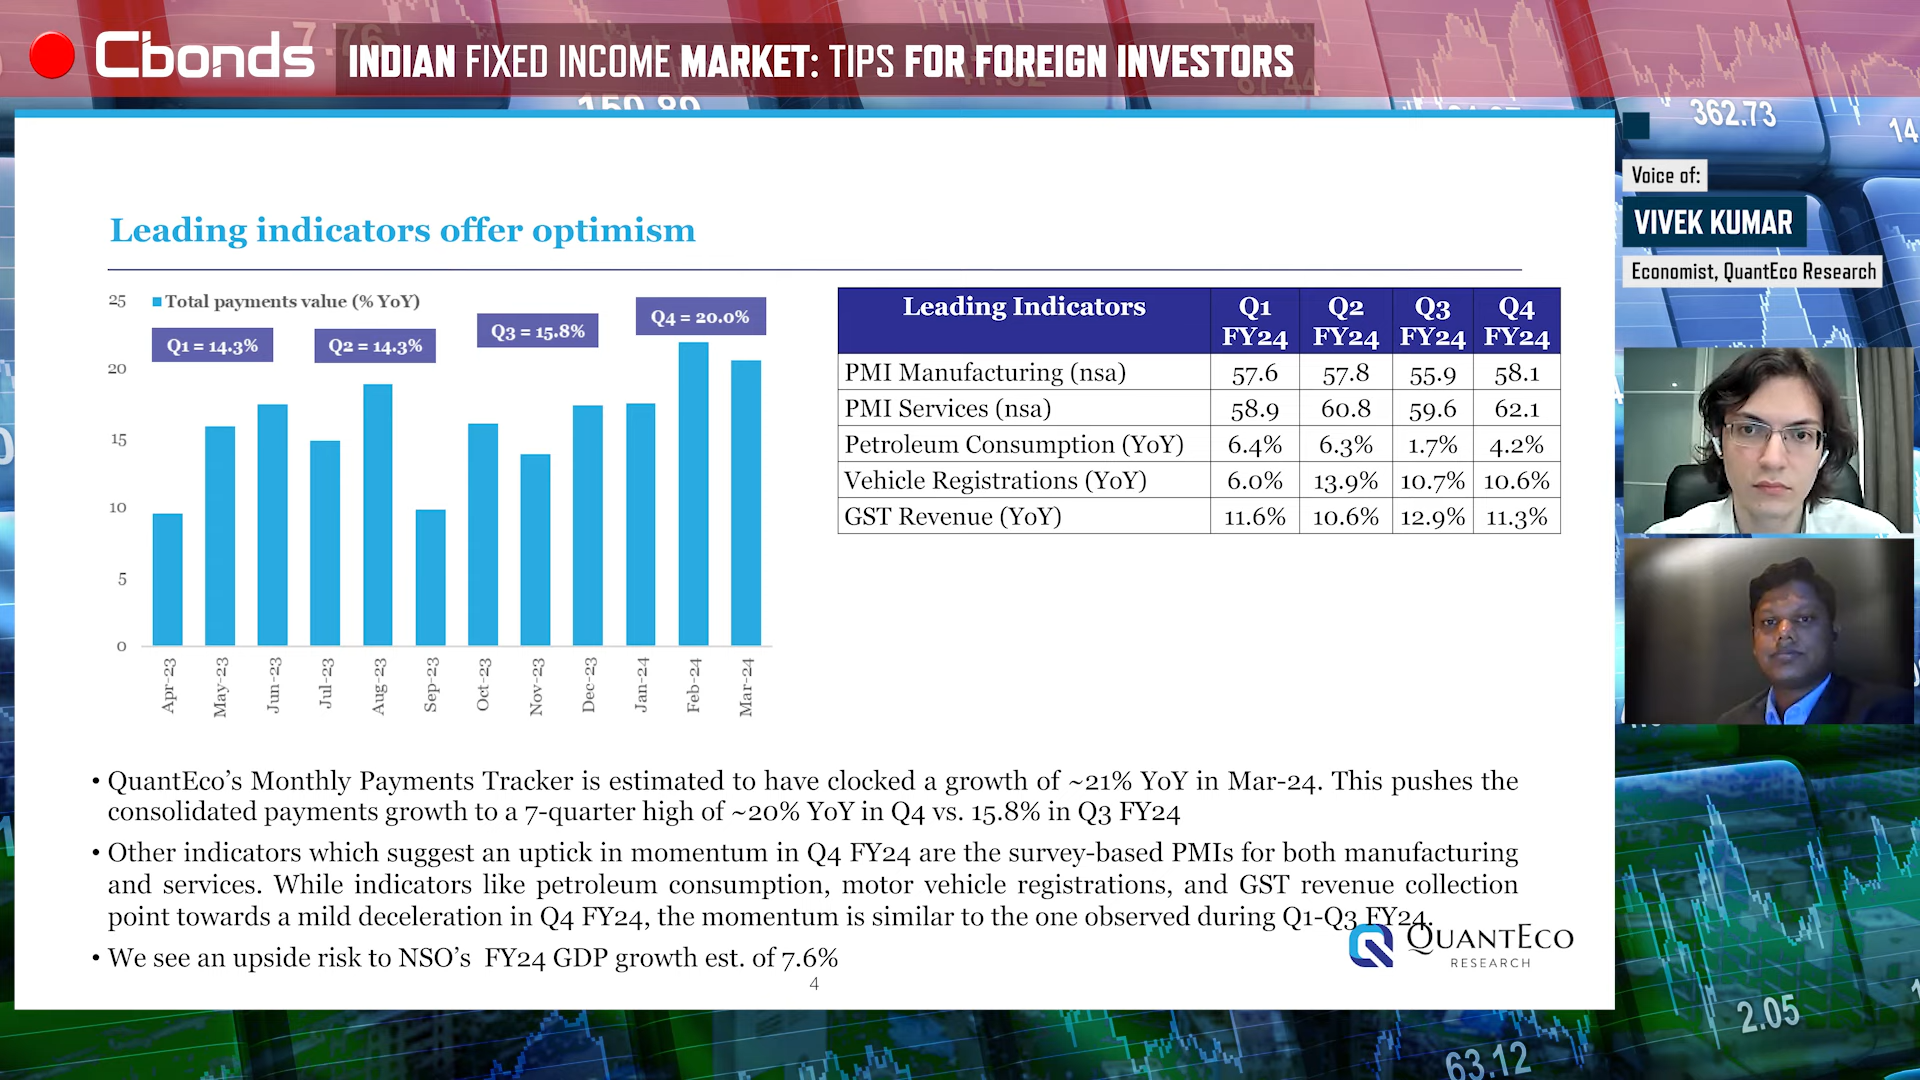 Cbonds
INDIAN FIXED INCOME MARKET: TIPS FOR FOREIGN INVESTORS
7.76
150.89
67.44
362.73
14
Voice of:
VIVEK KUMAR
Economist, QuantEco Research
Leading indicators offer optimism
Total payments value (% YoY)
Q1 = 14.3%
Q2 = 14.3%
Q3 = 15.8%
Q4 = 20.0%
25
20
15
10
5
0
Apr-23
May-23
Jun-23
Jul-23
Aug-23
Sep-23
Oct-23
Nov-23
Dec-23
Jan-24
Feb-24
Mar-24
Leading Indicators Q1 FY24 Q2 FY24 Q3 FY24 Q4 FY24
PMI Manufacturing (nsa) 57.6 57.8 55.9 58.1
PMI Services (nsa) 58.9 60.8 59.6 62.1
Petroleum Consumption (YoY) 6.4% 6.3% 1.7% 4.2%
Vehicle Registrations (YoY) 6.0% 13.9% 10.7% 10.6%
GST Revenue (YoY) 11.6% 10.6% 12.9% 11.3%
• QuantEco’s Monthly Payments Tracker is estimated to have clocked a growth of ~21% YoY in Mar-24. This pushes the
consolidated payments growth to a 7-quarter high of ~20% YoY in Q4 vs. 15.8% in Q3 FY24
• Other indicators which suggest an uptick in momentum in Q4 FY24 are the survey-based PMIs for both manufacturing
and services. While indicators like petroleum consumption, motor vehicle registrations, and GST revenue collection
point towards a mild deceleration in Q4 FY24, the momentum is similar to the one observed during Q1-Q3 FY24.
• We see an upside risk to NSO’s FY24 GDP growth est. of 7.6%
QUANTECO
RESEARCH
4
2.05
63.12